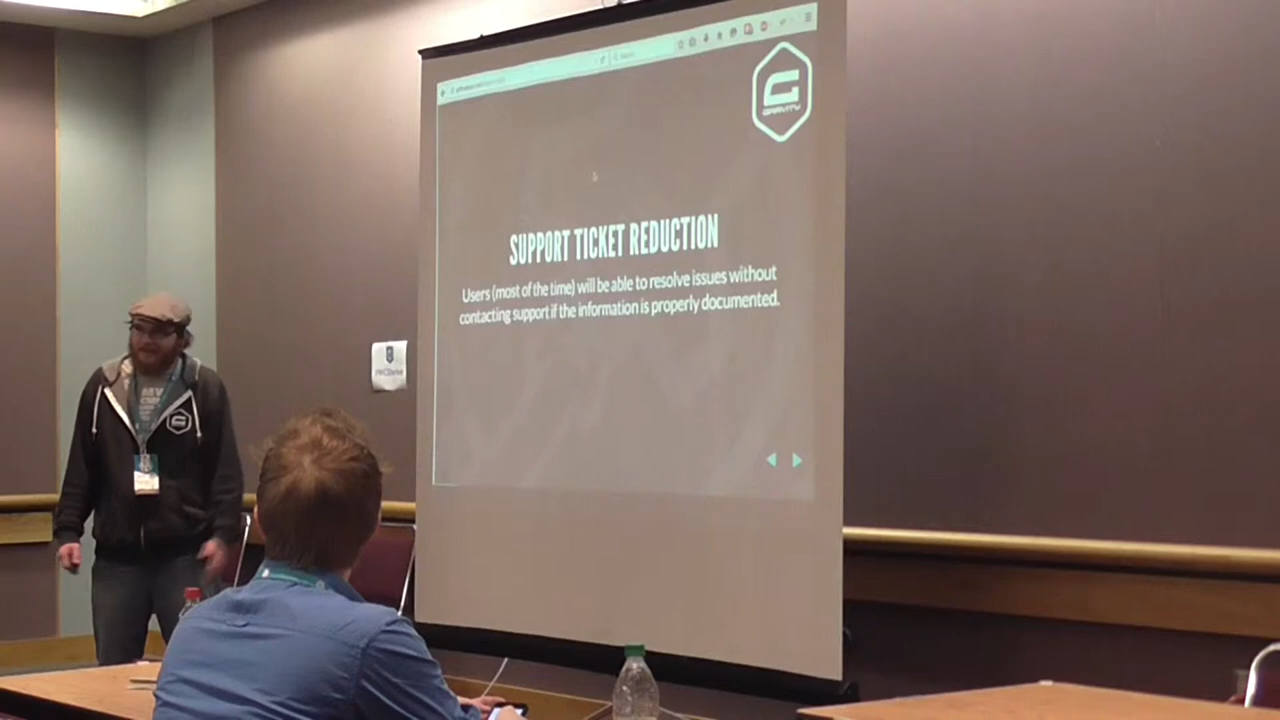 GRAVITY
SUPPORT TICKET REDUCTION
Users (most of the time) will be able to resolve issues without
contacting support if the information is properly documented.